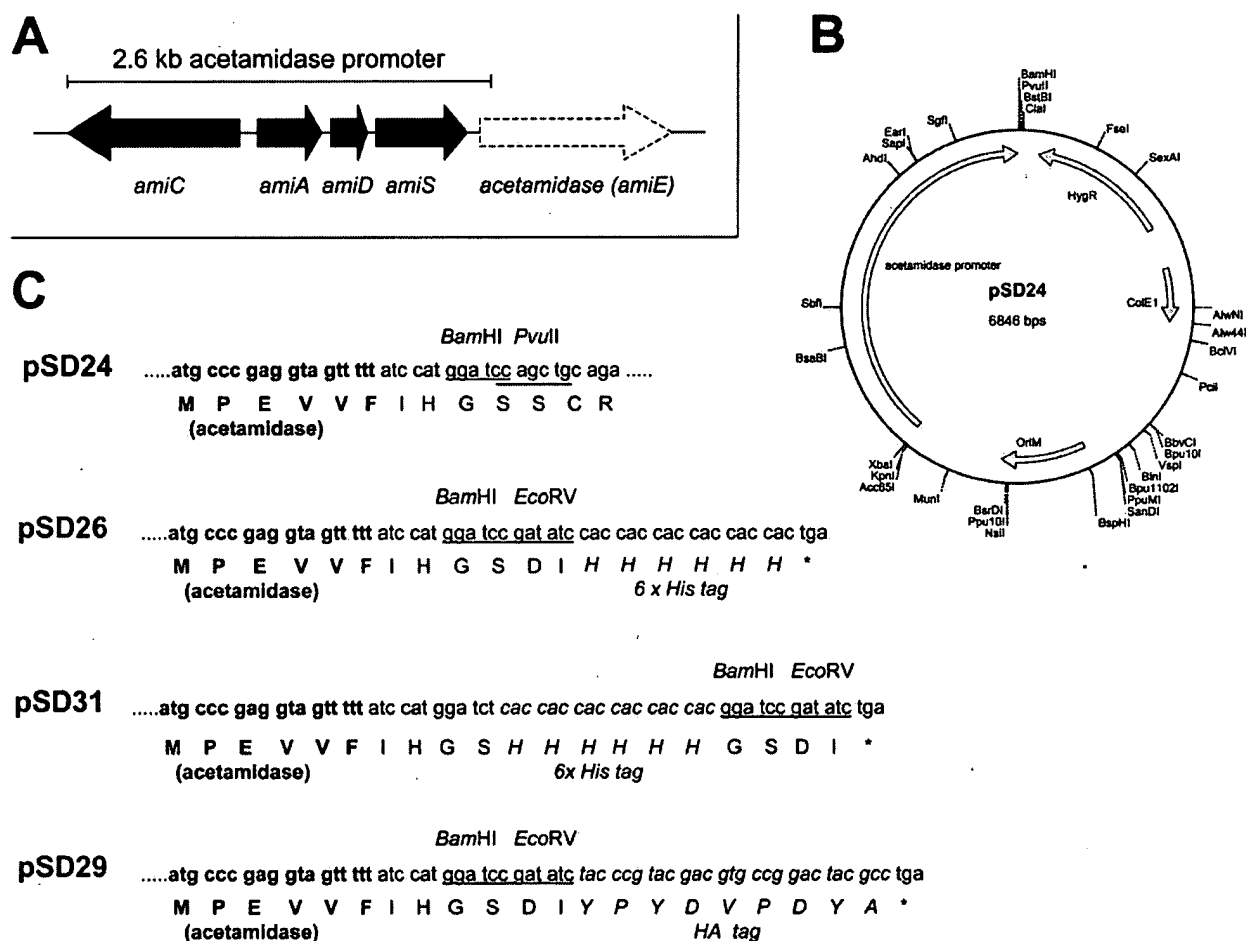 A
2.6 kb acetamidase promoter
amiC amiA amiD amiS acetamidase (amiE)
B
BamHI
PvuII
BstBI
ClaI
FseI
SexAI
HygR
ColE1
AlwNI
Alw44I
BclVI
PciI
BbvCI
Bpu10I
VspI
BlnI
Bpu1102I
PpuMI
SanDI
BspHI
OriM
BsrDI
Ppu10I
NsiI
MunI
XbaI
KpnI
Acc65I
BsaBI
SbfI
AhdI
EarI
SapI
SgfI
acetamidase promoter
pSD24
6846 bps
C
BamHI PvuII
pSD24 .....atg ccc gag gta gtt ttt atc cat gga tcc agc tgc aga .....
M P E V V F I H G S S C R
(acetamidase)
BamHI EcoRV
pSD26 .....atg ccc gag gta gtt ttt atc cat gga tcc gat atc cac cac cac cac cac cac tga
M P E V V F I H G S D I H H H H H H *
(acetamidase) 6 x His tag
BamHI EcoRV
pSD31 .....atg ccc gag gta gtt ttt atc cat gga tct cac cac cac cac cac cac gga tcc gat atc tga
M P E V V F I H G S H H H H H H G S D I *
(acetamidase) 6x His tag
BamHI EcoRV
pSD29 .....atg ccc gag gta gtt ttt atc cat gga tcc gat atc tac ccg tac gac gtg ccg gac tac gcc tga
M P E V V F I H G S D I Y P Y D V P D Y A *
(acetamidase) HA tag